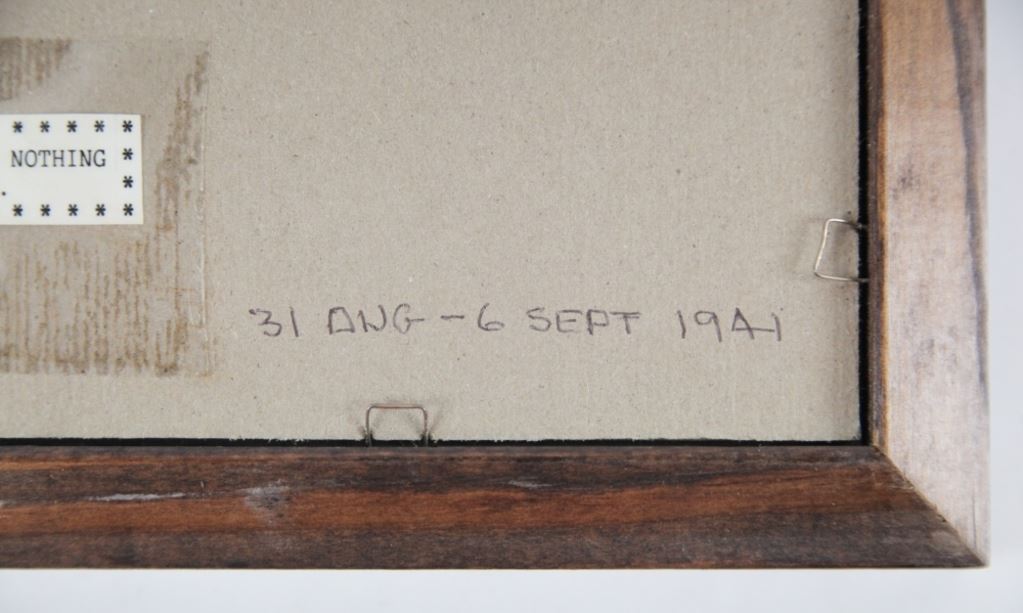 * * * * *
NOTHING *
. *
* * * * *
31 AUG - 6 SEPT 1941